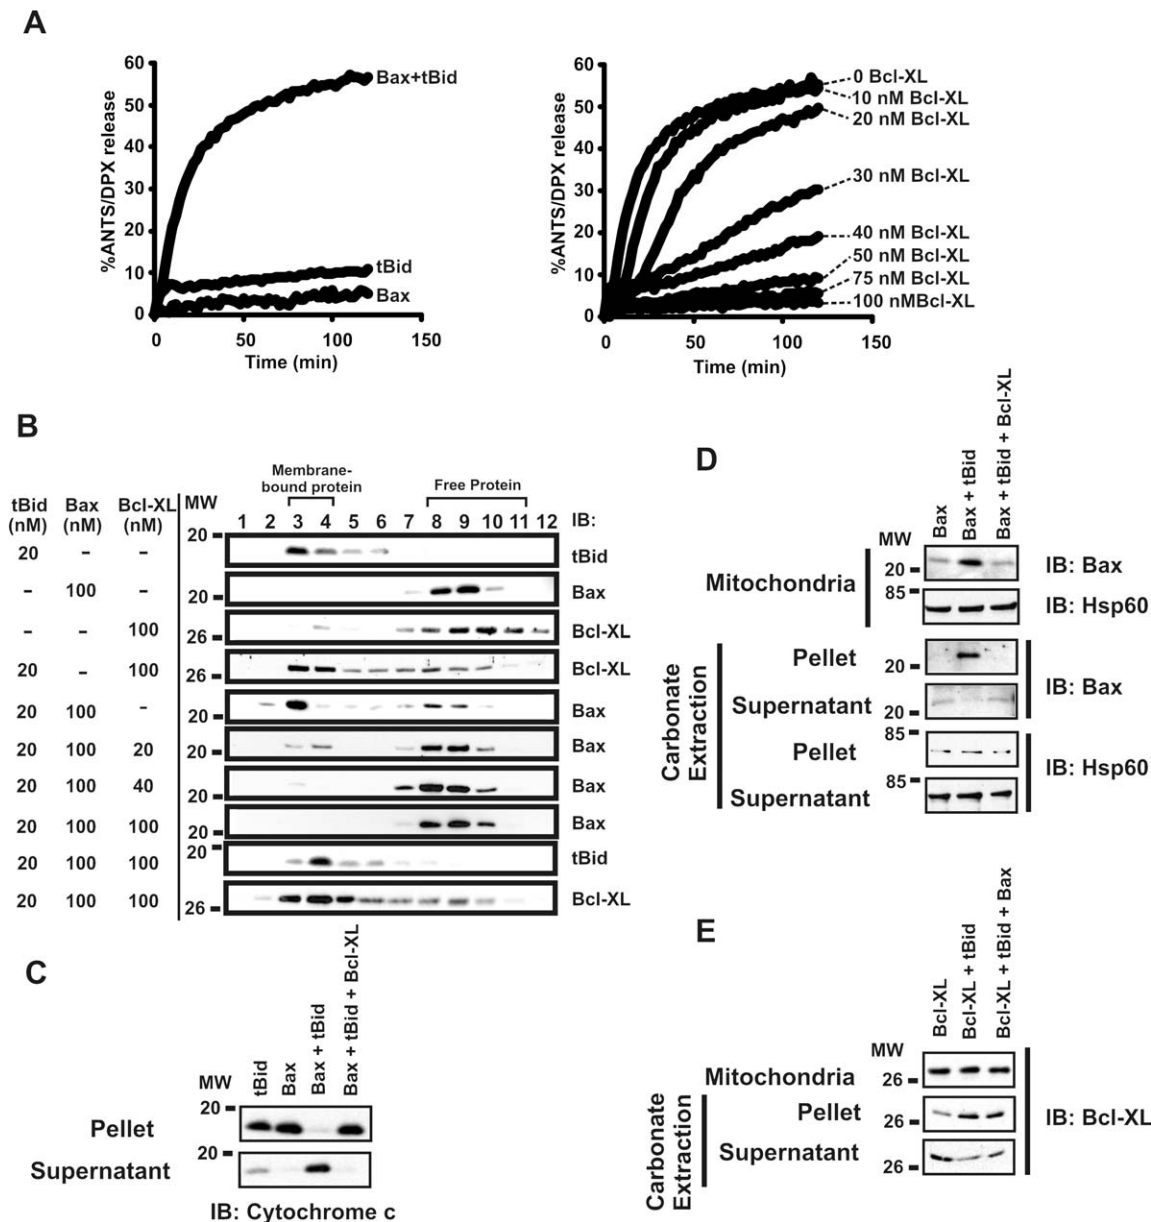 A
%ANTS/DPX release
60
50
40
30
20
10
0
0 50 100 150
Time (min)
Bax+tBid
tBid
Bax
%ANTS/DPX release
60
50
40
30
20
10
0
0 50 100 150
Time (min)
0 Bcl-XL
10 nM Bcl-XL
20 nM Bcl-XL
30 nM Bcl-XL
40 nM Bcl-XL
50 nM Bcl-XL
75 nM Bcl-XL
100 nMBcl-XL
B
Membrane-
bound protein
Free Protein
tBid Bax Bcl-XL MW
(nM) (nM) (nM)
1 2 3 4 5 6 7 8 9 10 11 12 IB:
20 - - 20 tBid
- 100 - 20 Bax
- - 100 26 Bcl-XL
20 - 100 26 Bcl-XL
20 100 - 20 Bax
20 100 20 20 Bax
20 100 40 20 Bax
20 100 100 20 Bax
20 100 100 20 tBid
20 100 100 26 Bcl-XL
C
MW
tBid
Bax
Bax + tBid
Bax + tBid + Bcl-XL
Pellet 20
Supernatant 20
IB: Cytochrome c
D
MW
Bax
Bax + tBid
Bax + tBid + Bcl-XL
Mitochondria
20 IB: Bax
85 IB: Hsp60
Carbonate
Extraction
Pellet 20
IB: Bax
Supernatant 20
Pellet 85
IB: Hsp60
Supernatant
E
MW
Bcl-XL
Bcl-XL + tBid
Bcl-XL + tBid + Bax
Mitochondria 26
Carbonate
Extraction
Pellet 26
IB: Bcl-XL
Supernatant 26